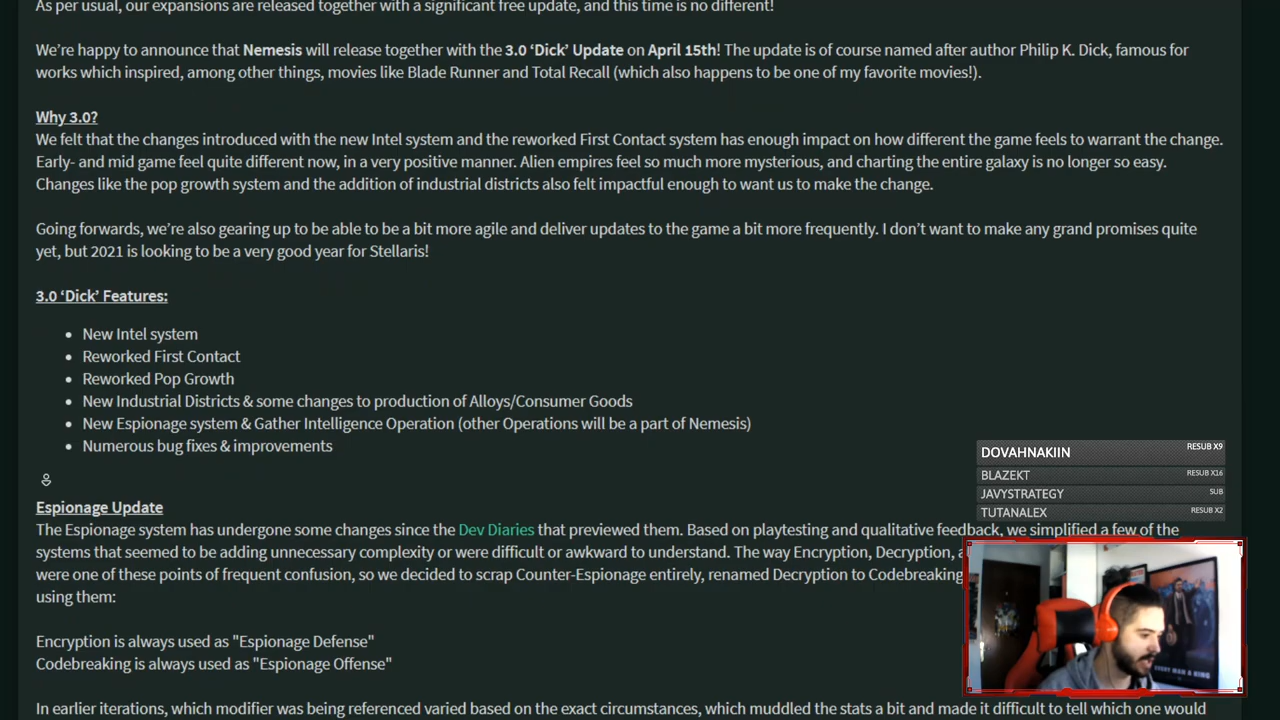 As per usual, our expansions are released together with a significant free update, and this time is no different!
We’re happy to announce that Nemesis will release together with the 3.0 ‘Dick’ Update on April 15th! The update is of course named after author Philip K. Dick, famous for
works which inspired, among other things, movies like Blade Runner and Total Recall (which also happens to be one of my favorite movies!).
Why 3.0?
We felt that the changes introduced with the new Intel system and the reworked First Contact system has enough impact on how different the game feels to warrant the change.
Early- and mid game feel quite different now, in a very positive manner. Alien empires feel so much more mysterious, and charting the entire galaxy is no longer so easy.
Changes like the pop growth system and the addition of industrial districts also felt impactful enough to want us to make the change.
Going forwards, we’re also gearing up to be able to be a bit more agile and deliver updates to the game a bit more frequently. I don’t want to make any grand promises quite
yet, but 2021 is looking to be a very good year for Stellaris!
3.0 ‘Dick’ Features:
• New Intel system
• Reworked First Contact
• Reworked Pop Growth
• New Industrial Districts & some changes to production of Alloys/Consumer Goods
• New Espionage system & Gather Intelligence Operation (other Operations will be a part of Nemesis)
• Numerous bug fixes & improvements
DOVAHNAKIIN RESUB X9
BLAZEKT RESUB X16
JAVYSTRATEGY SUB
TUTANALEX RESUB X2
Espionage Update
The Espionage system has undergone some changes since the Dev Diaries that previewed them. Based on playtesting and qualitative feedback, we simplified a few of the
systems that seemed to be adding unnecessary complexity or were difficult or awkward to understand. The way Encryption, Decryption,
were one of these points of frequent confusion, so we decided to scrap Counter-Espionage entirely, renamed Decryption to Codebreaking
using them:
Encryption is always used as "Espionage Defense"
Codebreaking is always used as "Espionage Offense"
EVERY MAN A KING
In earlier iterations, which modifier was being referenced varied based on the exact circumstances, which muddled the stats a bit and made it difficult to tell which one would